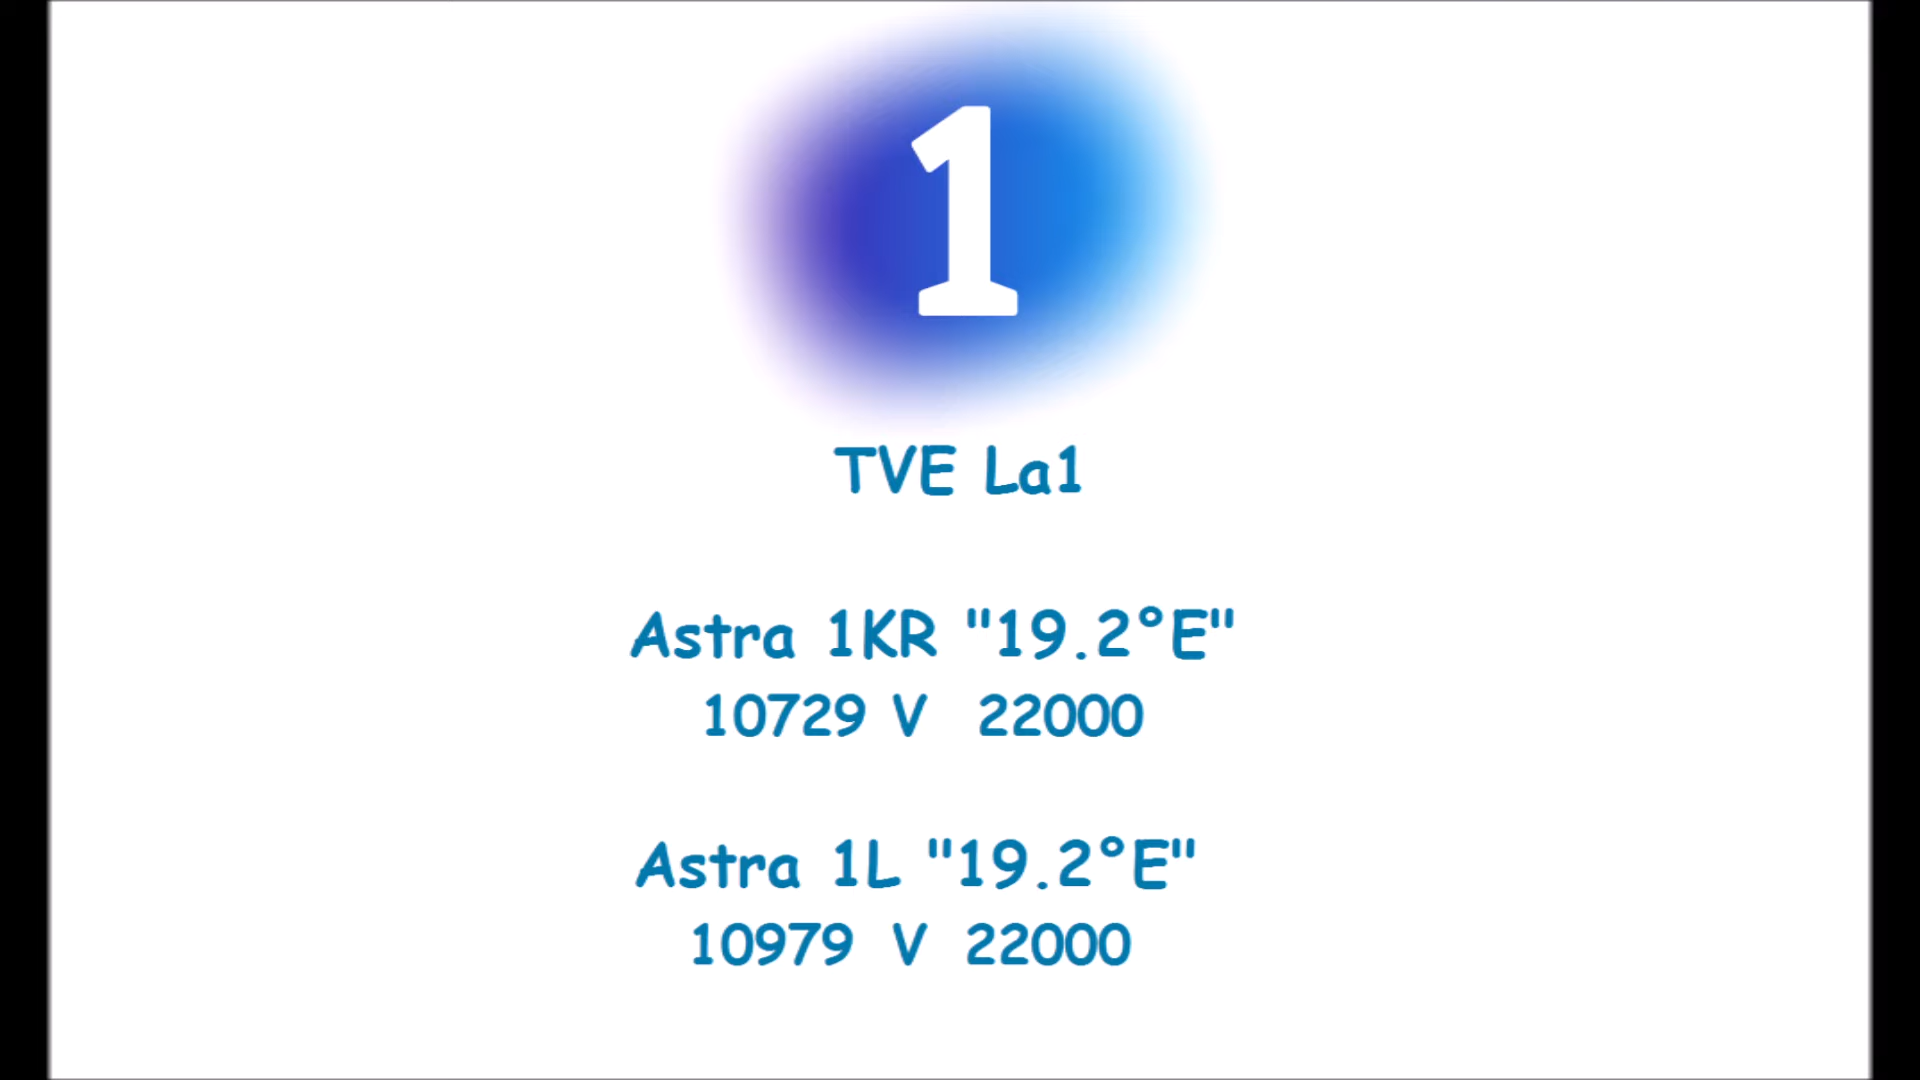 1
TVE La1
Astra 1KR "19.2°E"
10729 V 22000
Astra 1L "19.2°E"
10979 V 22000